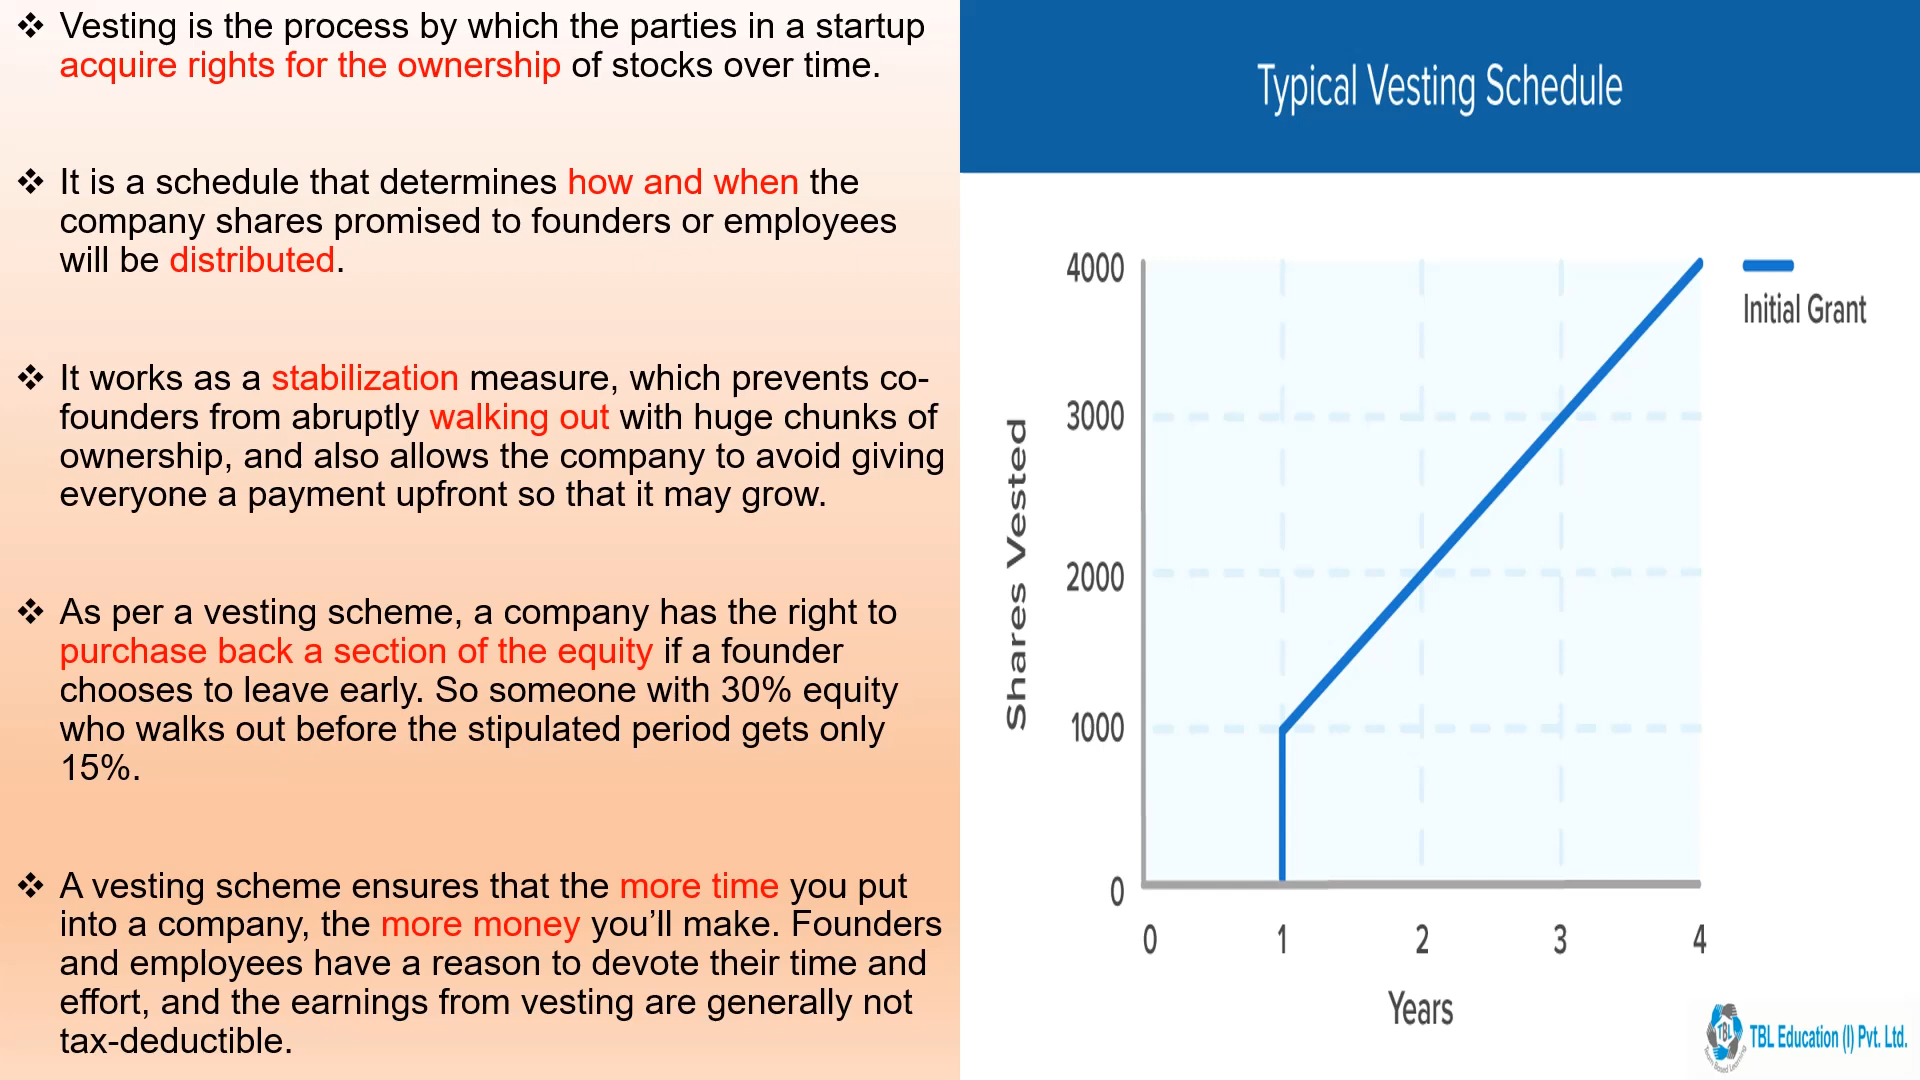 ❖ Vesting is the process by which the parties in a startup
acquire rights for the ownership of stocks over time.
❖ It is a schedule that determines how and when the
company shares promised to founders or employees
will be distributed.
❖ It works as a stabilization measure, which prevents co-
founders from abruptly walking out with huge chunks of
ownership, and also allows the company to avoid giving
everyone a payment upfront so that it may grow.
❖ As per a vesting scheme, a company has the right to
purchase back a section of the equity if a founder
chooses to leave early. So someone with 30% equity
who walks out before the stipulated period gets only
15%.
❖ A vesting scheme ensures that the more time you put
into a company, the more money you’ll make. Founders
and employees have a reason to devote their time and
effort, and the earnings from vesting are generally not
tax-deductible.
Typical Vesting Schedule
Shares Vested
4000
3000
2000
1000
0
0 1 2 3 4
Years
Initial Grant
TBL
TBL Education (I) Pvt. Ltd.